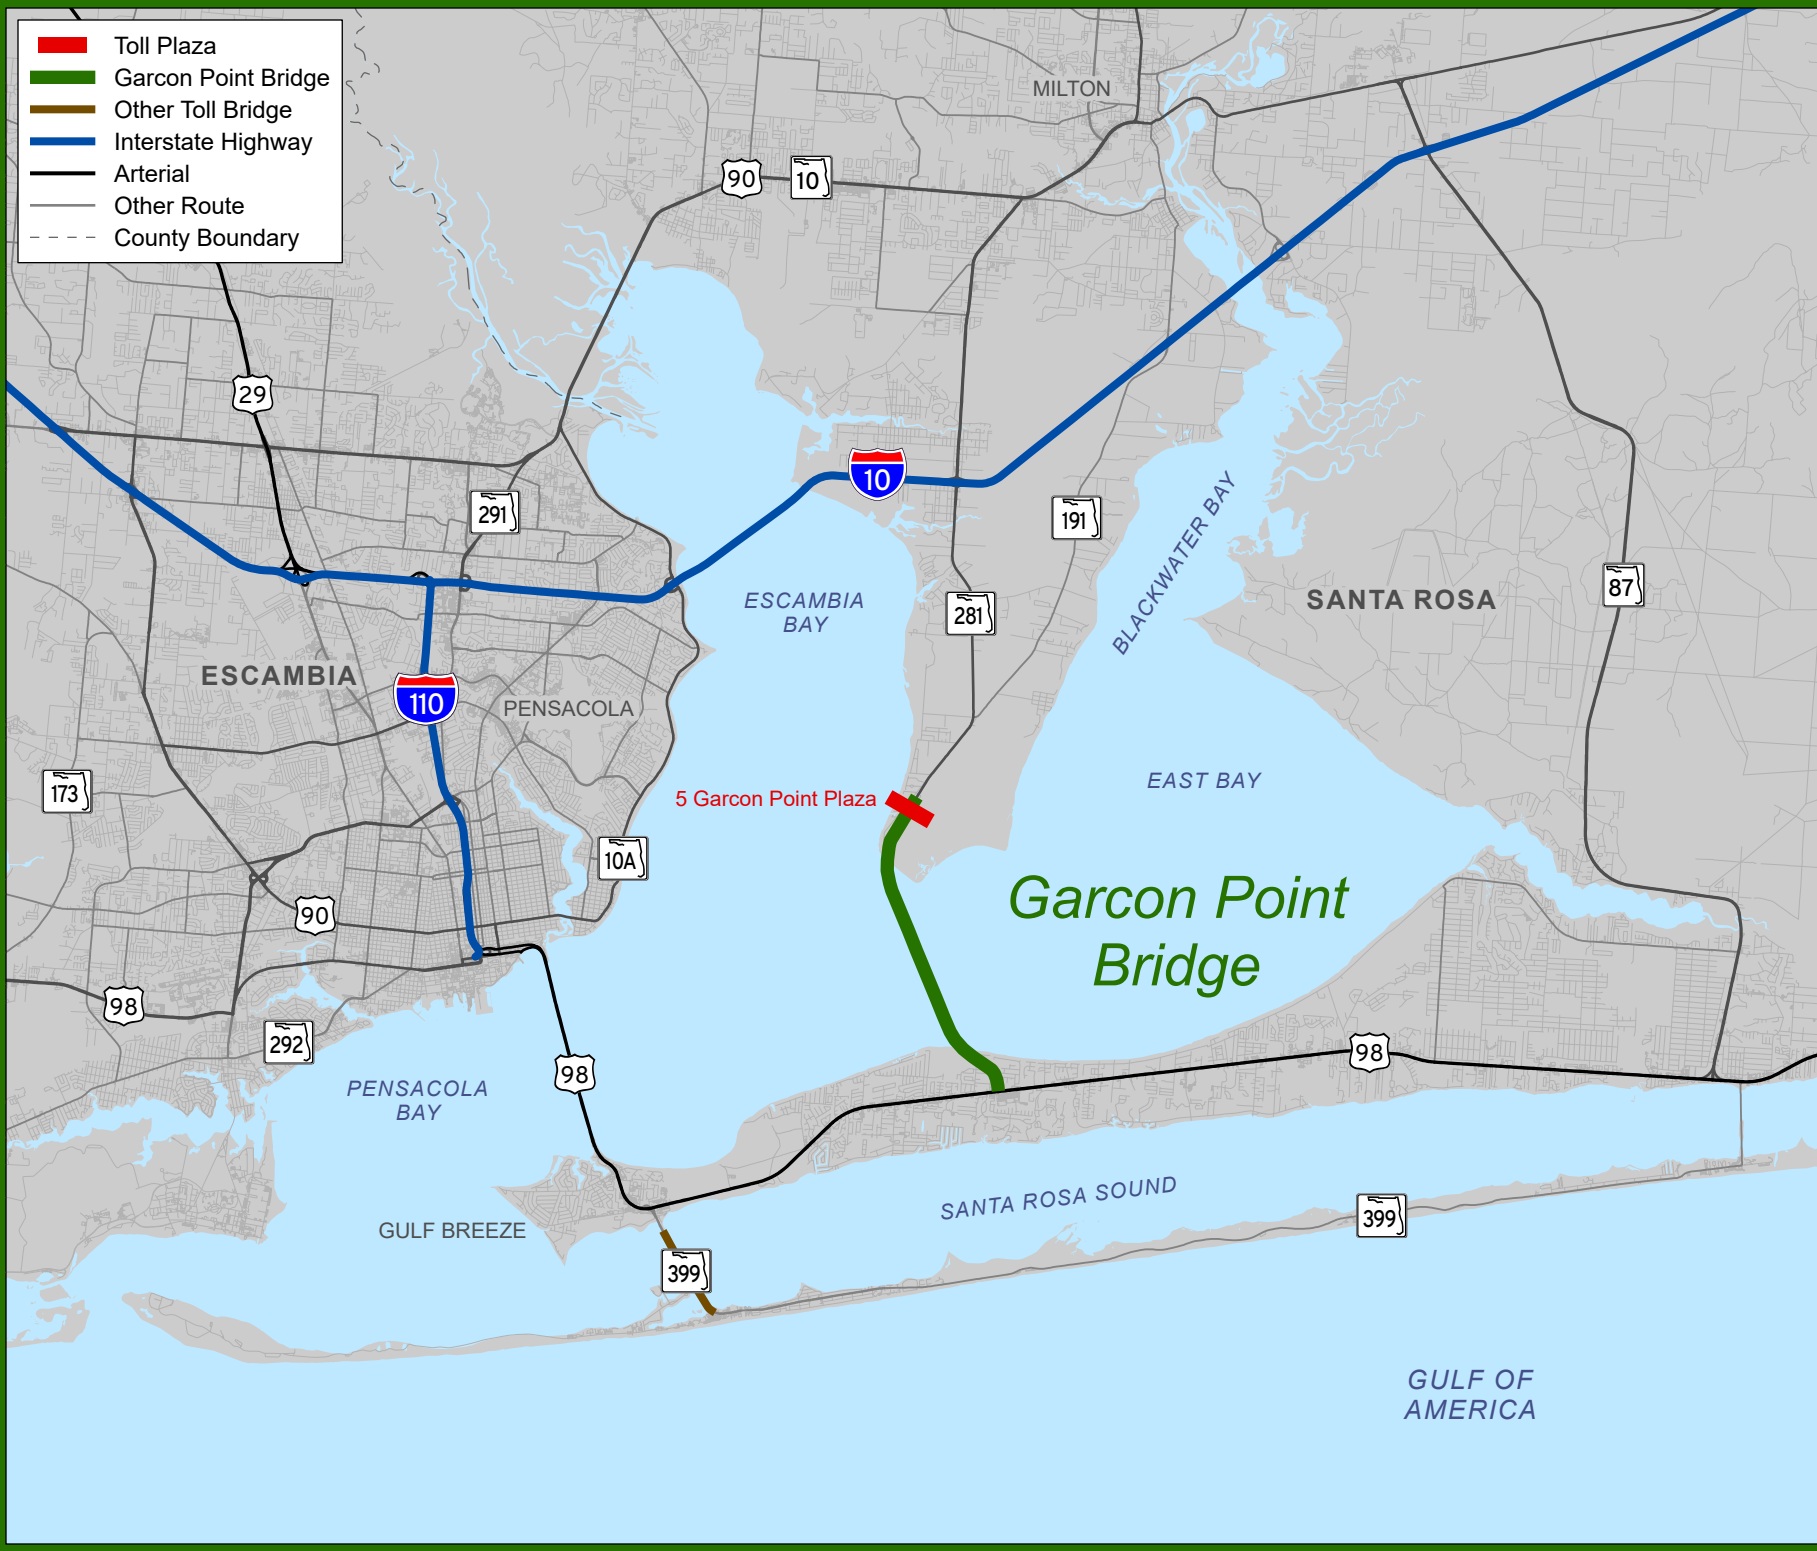 Toll Plaza
Garcon Point Bridge
Other Toll Bridge
Interstate Highway
Arterial
Other Route
County Boundary
MILTON
90
10
29
10
291
191
BLACKWATER BAY
87
SANTA ROSA
ESCAMBIA
BAY
281
ESCAMBIA
110
PENSACOLA
173
5 Garcon Point Plaza
EAST BAY
10A
Garcon Point
Bridge
90
98
292
98
98
PENSACOLA
BAY
SANTA ROSA SOUND
399
GULF BREEZE
399
GULF OF
AMERICA